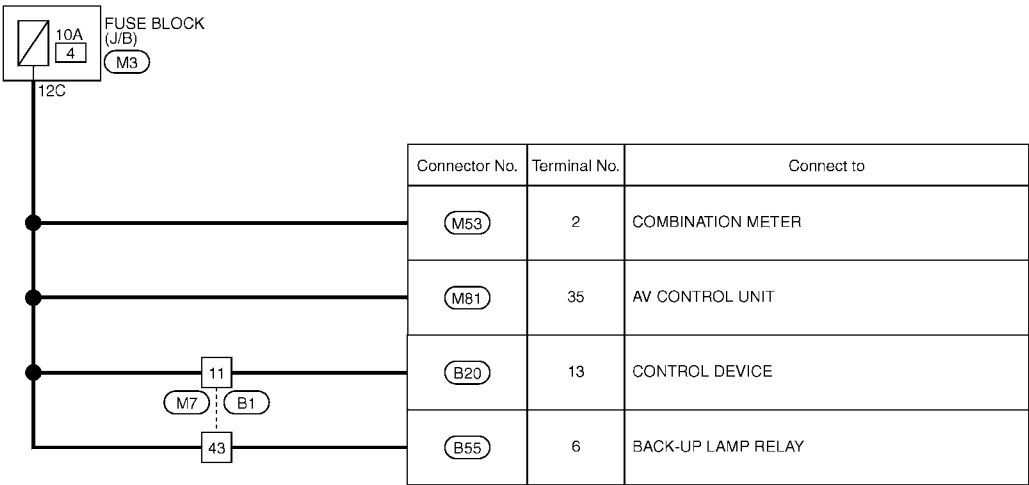 FUSE BLOCK
(J/B)
10A
4
M3
12C
Connector No. Terminal No. Connect to
M53 2 COMBINATION METER
M81 35 AV CONTROL UNIT
11
B20 13 CONTROL DEVICE
M7 B1
43
B55 6 BACK-UP LAMP RELAY